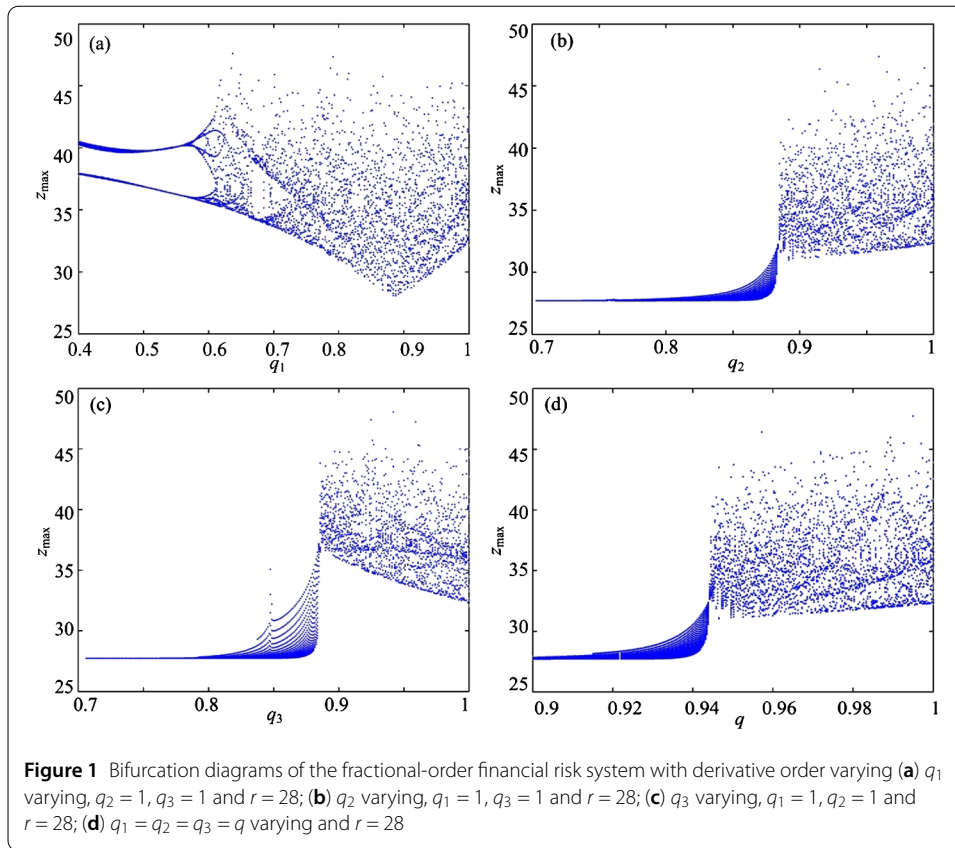 50
(a)
45
40
z_max
35
30
25
0.4 0.5 0.6 0.7 0.8 0.9 1
q_1
50
(b)
45
40
z_max
35
30
25
0.7 0.8 0.9 1
q_2
50
(c)
45
40
z_max
35
30
25
0.7 0.8 0.9 1
q_3
50
(d)
45
40
z_max
35
30
25
0.9 0.92 0.94 0.96 0.98 1
q
Figure 1 Bifurcation diagrams of the fractional-order financial risk system with derivative order varying (a) q_1
varying, q_2 = 1, q_3 = 1 and r = 28; (b) q_2 varying, q_1 = 1, q_3 = 1 and r = 28; (c) q_3 varying, q_1 = 1, q_2 = 1 and
r = 28; (d) q_1 = q_2 = q_3 = q varying and r = 28